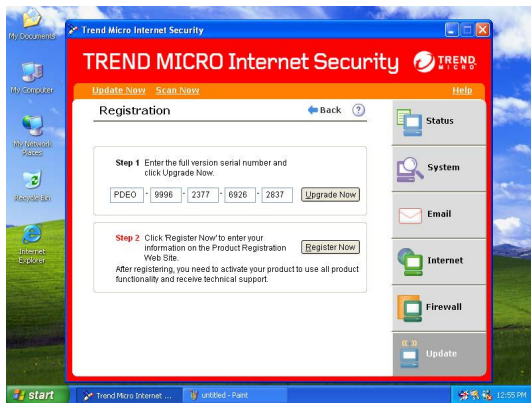 My Documents
My Computer
My Network
Places
Recycle Bin
Internet
Explorer
Trend Micro Internet Security
TREND MICRO Internet Security
TREND
MICRO
Update Now Scan Now Help
Registration
Back ?
Step 1 Enter the full version serial number and
click Upgrade Now.
PDEO - 9996 - 2377 - 6926 - 2837 Upgrade Now
Step 2 Click 'Register Now' to enter your
information on the Product Registration
Web Site.
Register Now
After registering, you need to activate your product to use all product
functionality and receive technical support.
Status
System
Email
Internet
Firewall
Update
start
Trend Micro Internet ...
untitled - Paint
12:55 PM